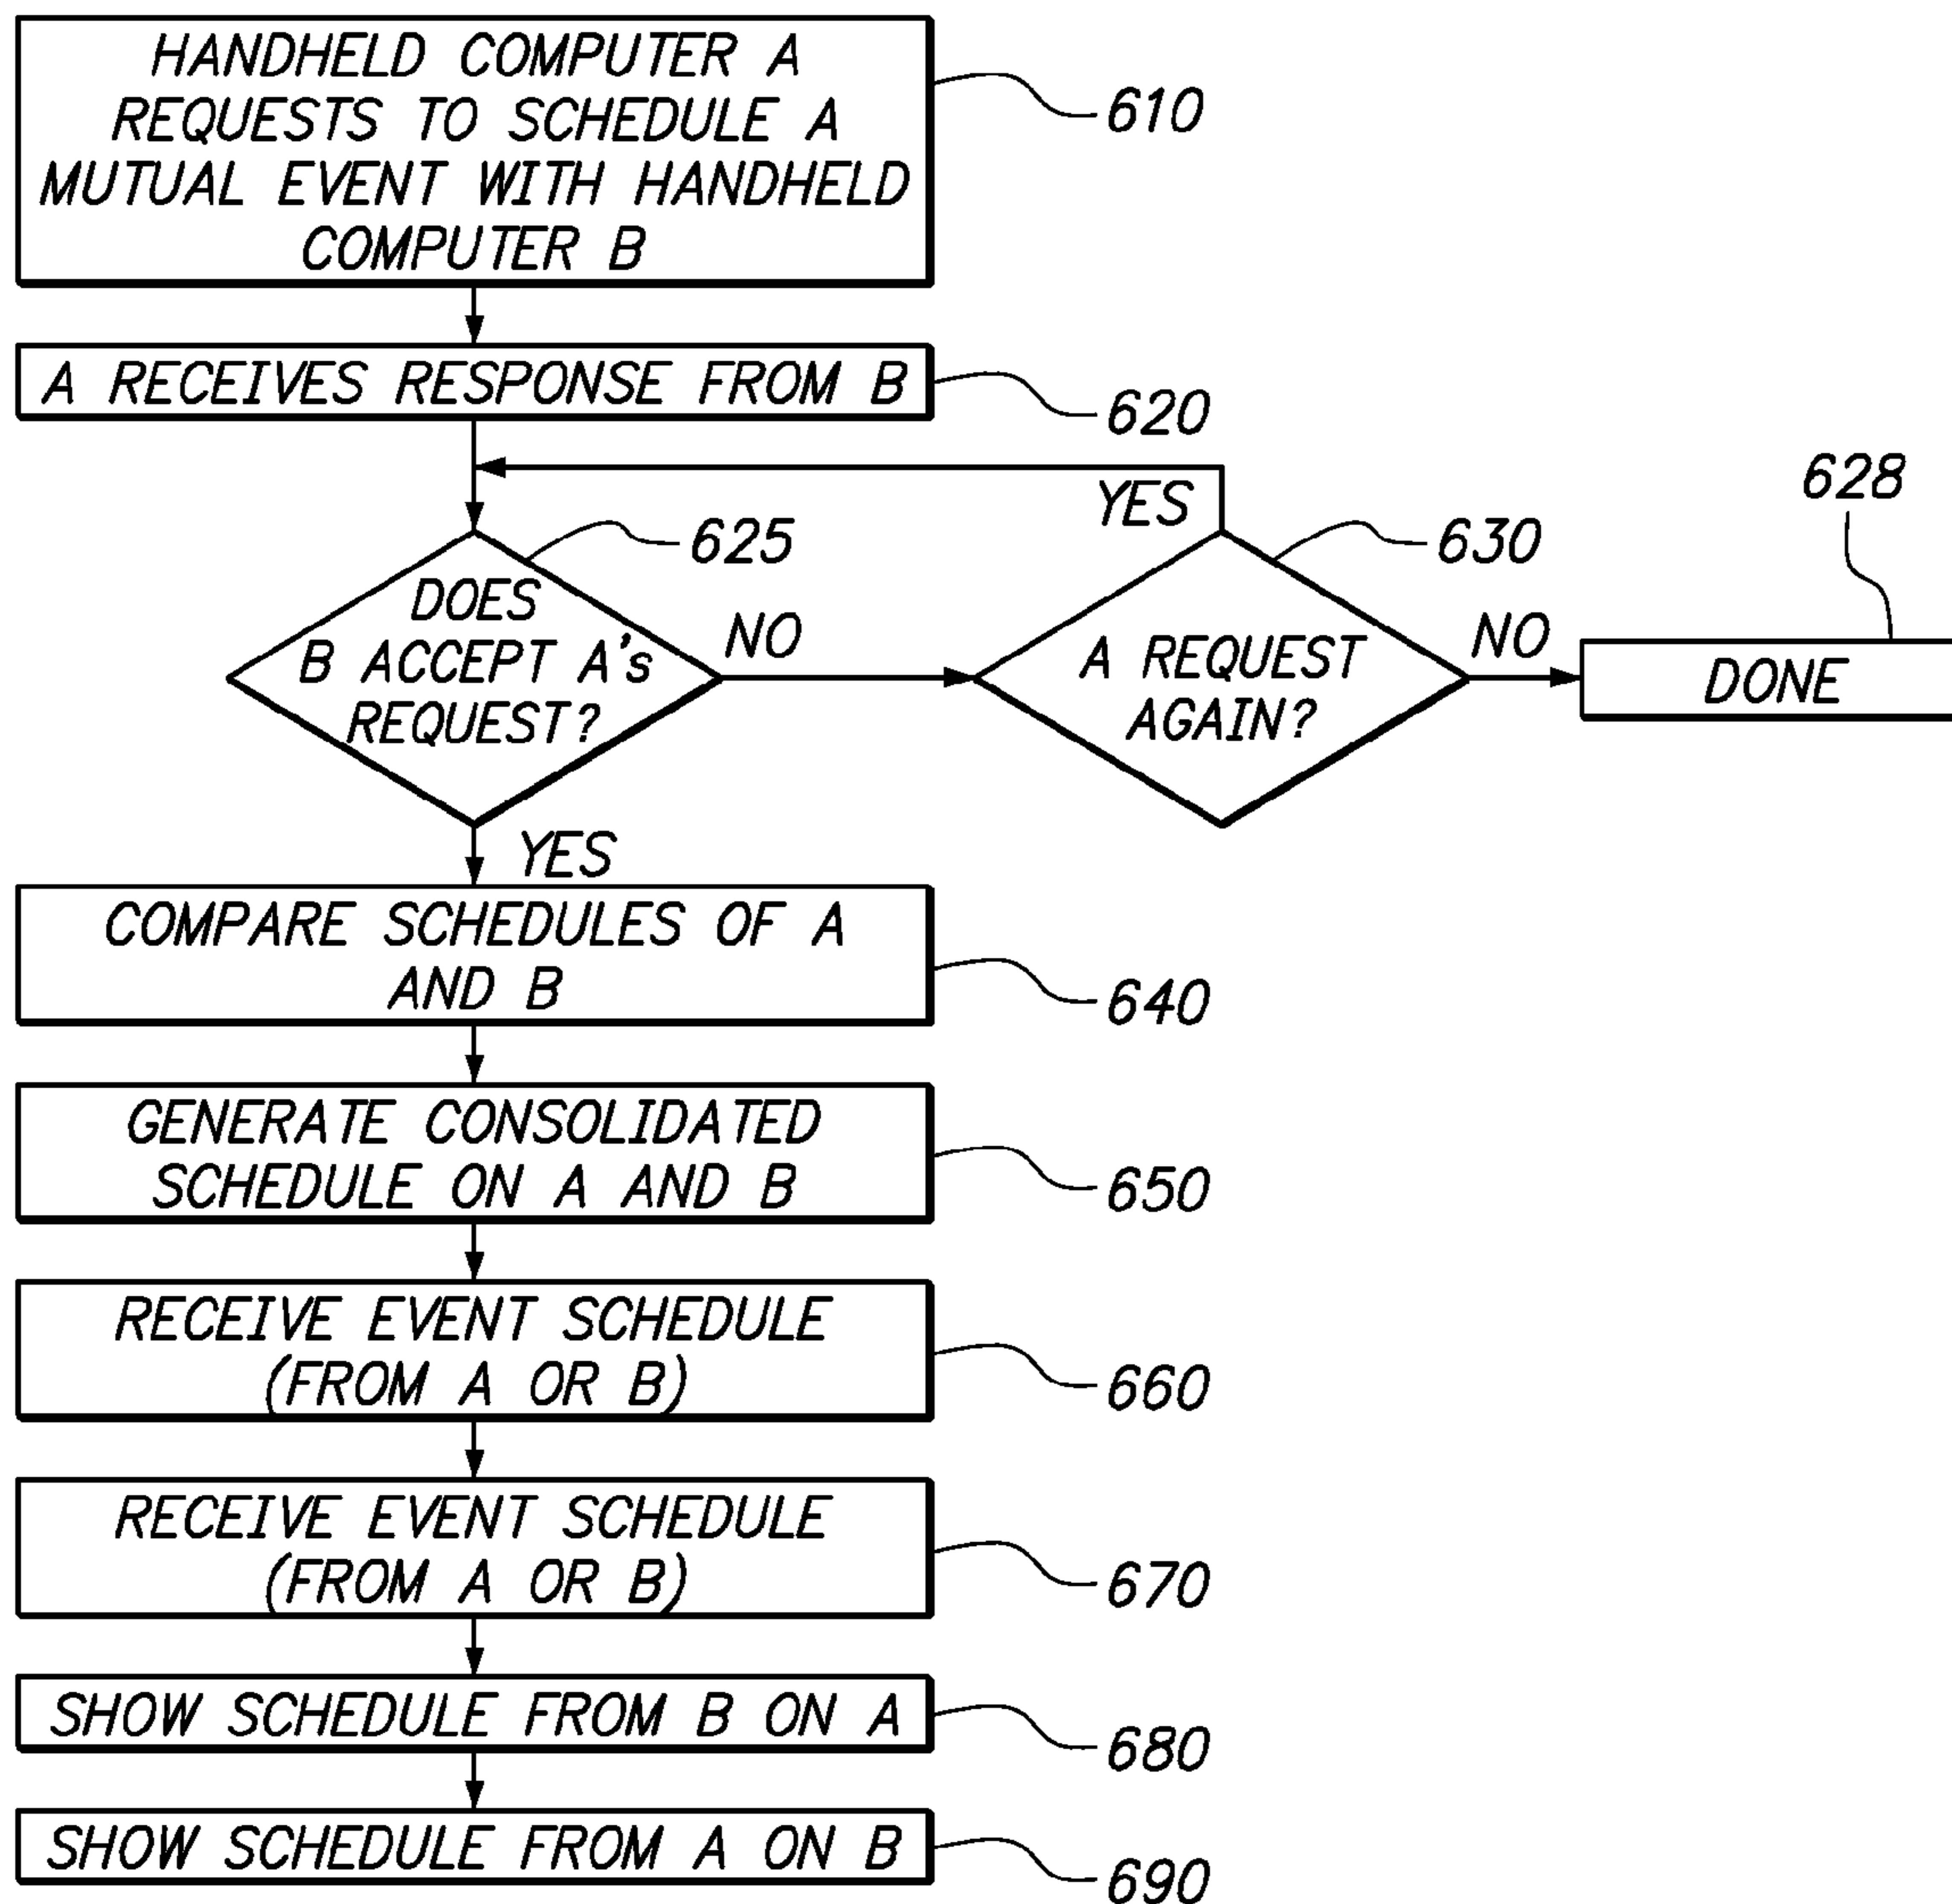 HANDHELD COMPUTER A
REQUESTS TO SCHEDULE A
MUTUAL EVENT WITH HANDHELD
COMPUTER B
610
A RECEIVES RESPONSE FROM B
620
628
YES
625
630
DOES
B ACCEPT A's
REQUEST?
NO
A REQUEST
AGAIN?
NO
DONE
YES
COMPARE SCHEDULES OF A
AND B
640
GENERATE CONSOLIDATED
SCHEDULE ON A AND B
650
RECEIVE EVENT SCHEDULE
(FROM A OR B)
660
RECEIVE EVENT SCHEDULE
(FROM A OR B)
670
SHOW SCHEDULE FROM B ON A
680
SHOW SCHEDULE FROM A ON B
690